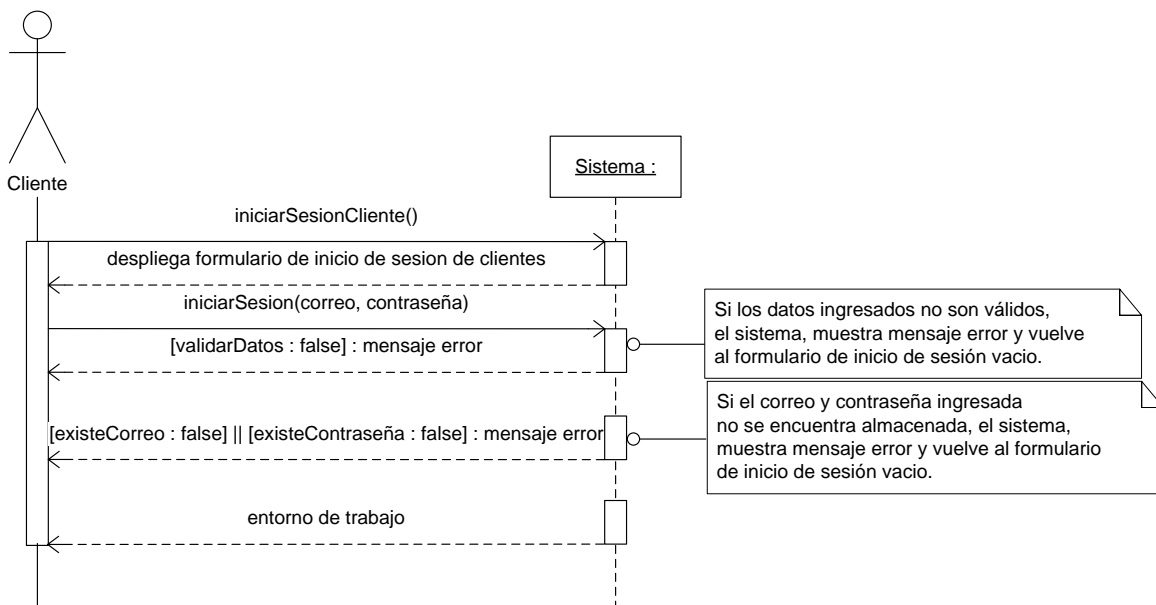 Cliente
Sistema :
iniciarSesionCliente()
despliega formulario de inicio de sesion de clientes
iniciarSesion(correo, contraseña)
[validarDatos : false] : mensaje error
Si los datos ingresados no son válidos,
el sistema, muestra mensaje error y vuelve
al formulario de inicio de sesión vacio.
[existeCorreo : false] || [existeContraseña : false] : mensaje error
Si el correo y contraseña ingresada
no se encuentra almacenada, el sistema,
muestra mensaje error y vuelve al formulario
de inicio de sesión vacio.
entorno de trabajo